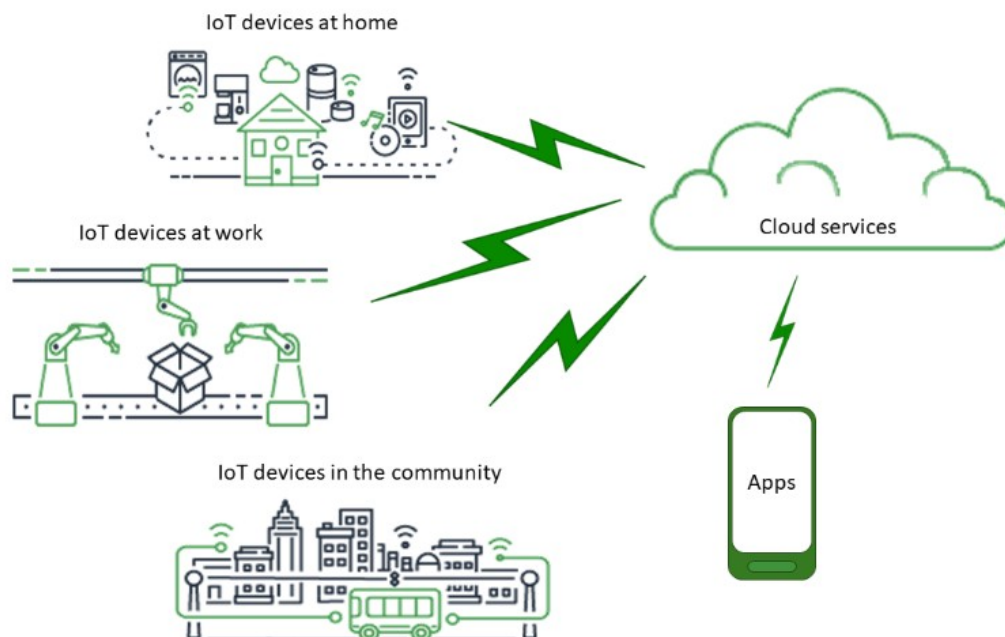 IoT devices at home
Cloud services
IoT devices at work
Apps
IoT devices in the community